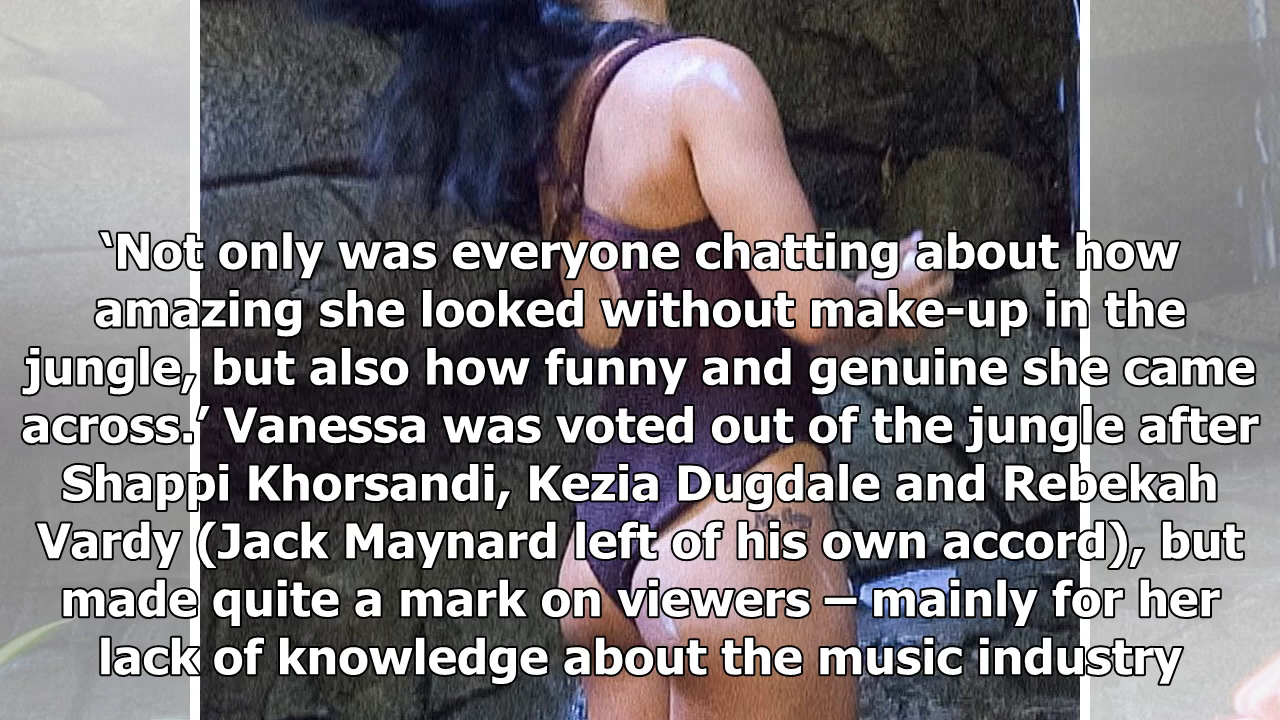 ‘Not only was everyone chatting about how
amazing she looked without make-up in the
jungle, but also how funny and genuine she came
across.’ Vanessa was voted out of the jungle after
Shappi Khorsandi, Kezia Dugdale and Rebekah
Vardy (Jack Maynard left of his own accord), but
made quite a mark on viewers – mainly for her
lack of knowledge about the music industry